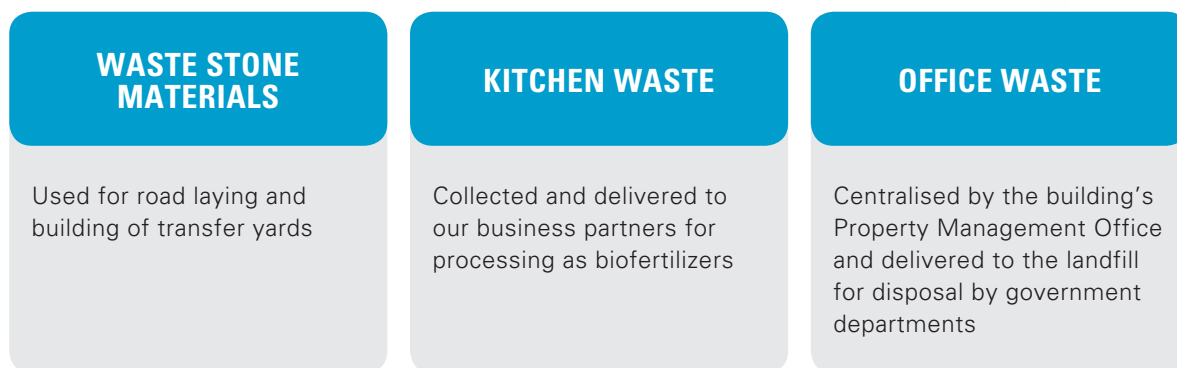 WASTE STONE
MATERIALS
Used for road laying and
building of transfer yards
KITCHEN WASTE
Collected and delivered to
our business partners for
processing as biofertilizers
OFFICE WASTE
Centralised by the building’s
Property Management Office
and delivered to the landfill
for disposal by government
departments